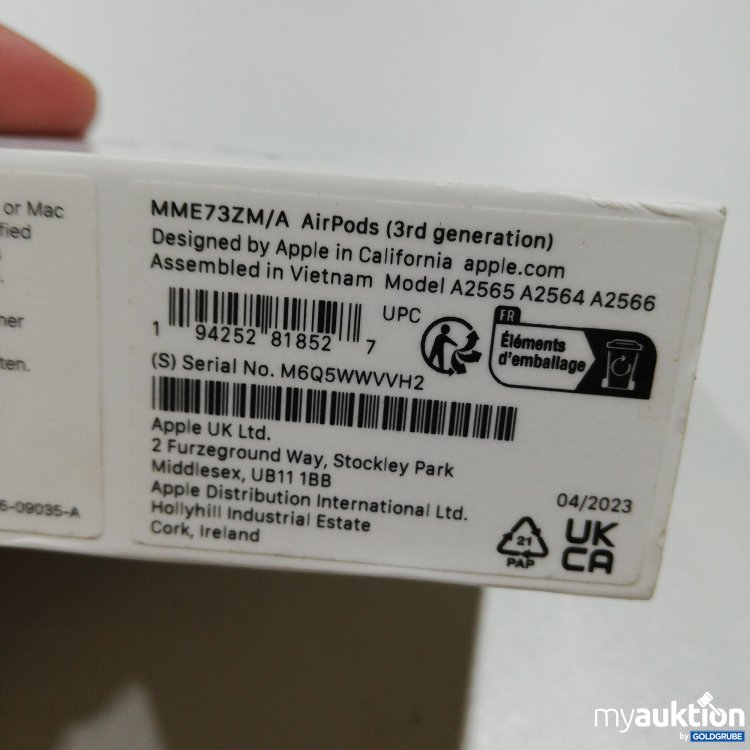 or Mac
MME73ZM/A AirPods (3rd generation)
Designed by Apple in California apple.com
Assembled in Vietnam Model A2565 A2564 A2566
UPC
1 94252 81852 7
FR
Éléments
d'emballage
(S) Serial No. M6Q5WWVVH2
ten.
Apple UK Ltd.
2 Furzeground Way, Stockley Park
Middlesex, UB11 1BB
Apple Distribution International Ltd.
Hollyhill Industrial Estate
Cork, Ireland
6-09035-A
04/2023
21
PAP
UK
CA
myauktion
by GOLDGRUBE